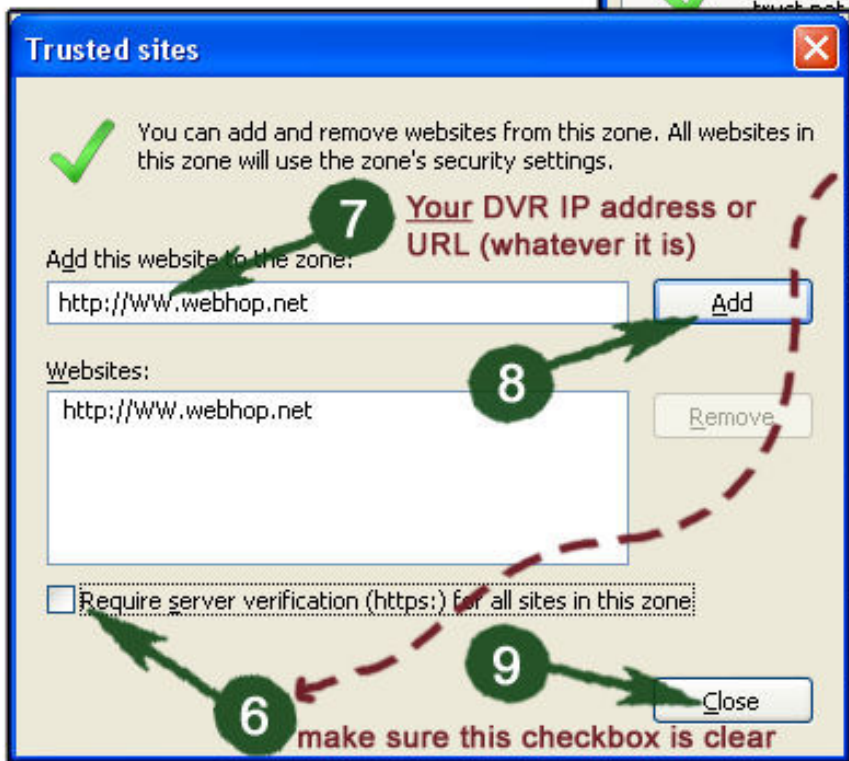 trust not
Trusted sites
You can add and remove websites from this zone. All websites in
this zone will use the zone's security settings.
7
Your DVR IP address or
URL (whatever it is)
Add this website to the zone:
http://WW.webhop.net
Add
8
Websites:
http://WW.webhop.net
Remove
Require server verification (https:) for all sites in this zone
6
9
Close
make sure this checkbox is clear